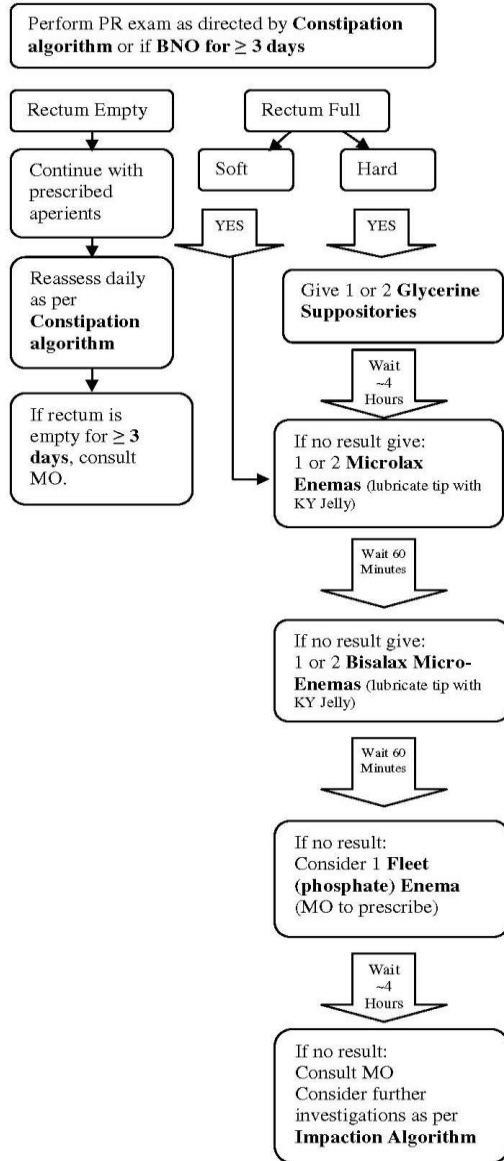 Perform PR exam as directed by Constipation
algorithm or if BNO for ≥ 3 days
Rectum Empty
Continue with
prescribed
aperients
Reassess daily
as per
Constipation
algorithm
If rectum is
empty for ≥ 3
days, consult
MO.
Rectum Full
Soft
Hard
YES
YES
Give 1 or 2 Glycerine
Suppositories
Wait
~4
Hours
If no result give:
1 or 2 Microlax
Enemas (lubricate tip with
KY Jelly)
Wait 60
Minutes
If no result give:
1 or 2 Bisalax Micro-
Enemas (lubricate tip with
KY Jelly)
Wait 60
Minutes
If no result:
Consider 1 Fleet
(phosphate) Enema
(MO to prescribe)
Wait
~4
Hours
If no result:
Consult MO
Consider further
investigations as per
Impaction Algorithm